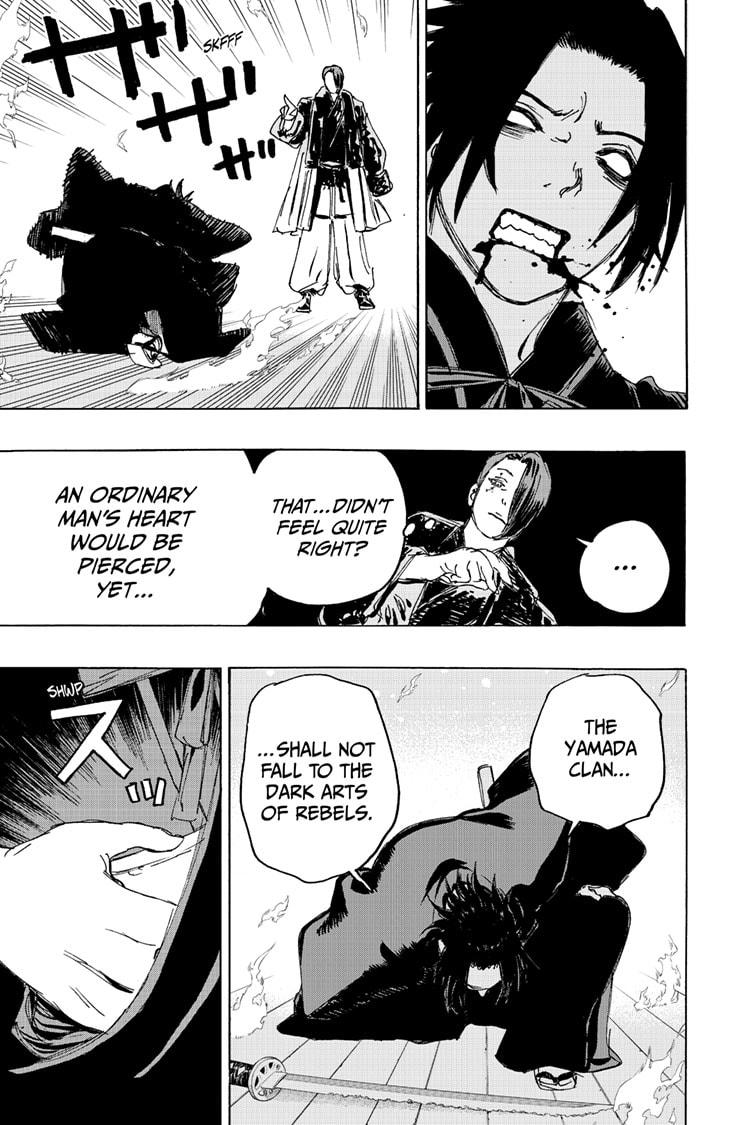 ザザザッ
SKFFF
...
THAT...DIDN'T
FEEL QUITE
RIGHT?
AN ORDINARY
MAN'S HEART
WOULD BE
PIERCED,
YET...
THE
YAMADA
CLAN...
...SHALL NOT
FALL TO THE
DARK ARTS
OF REBELS.
SHWP
スッ